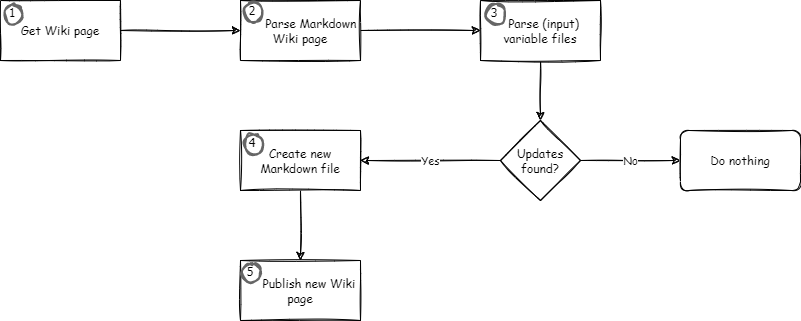 1
Get Wiki page
2
Parse Markdown
Wiki page
3
Parse (input)
variable files
4
Create new
Markdown file
Yes
Updates
found?
No
Do nothing
5
Publish new Wiki
page